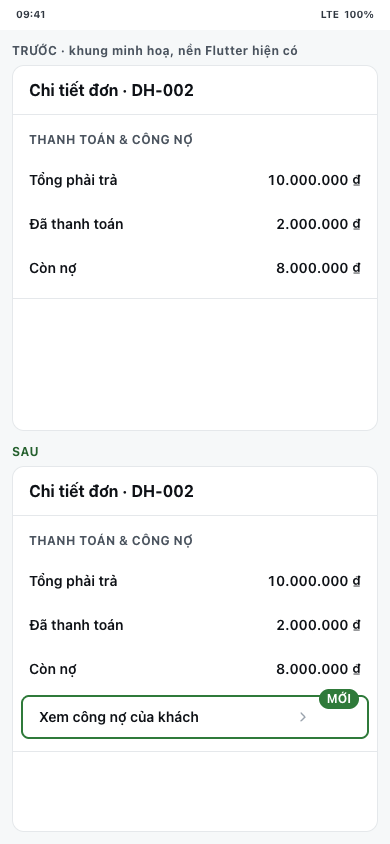 09:41 LTE 100%
TRƯỚC · khung minh hoạ, nền Flutter hiện có
Chi tiết đơn · DH-002
THANH TOÁN & CÔNG NỢ
Tổng phải trả 10.000.000 ₫
Đã thanh toán 2.000.000 ₫
Còn nợ 8.000.000 ₫
SAU
Chi tiết đơn · DH-002
THANH TOÁN & CÔNG NỢ
Tổng phải trả 10.000.000 ₫
Đã thanh toán 2.000.000 ₫
Còn nợ 8.000.000 ₫
MỚI
Xem công nợ của khách